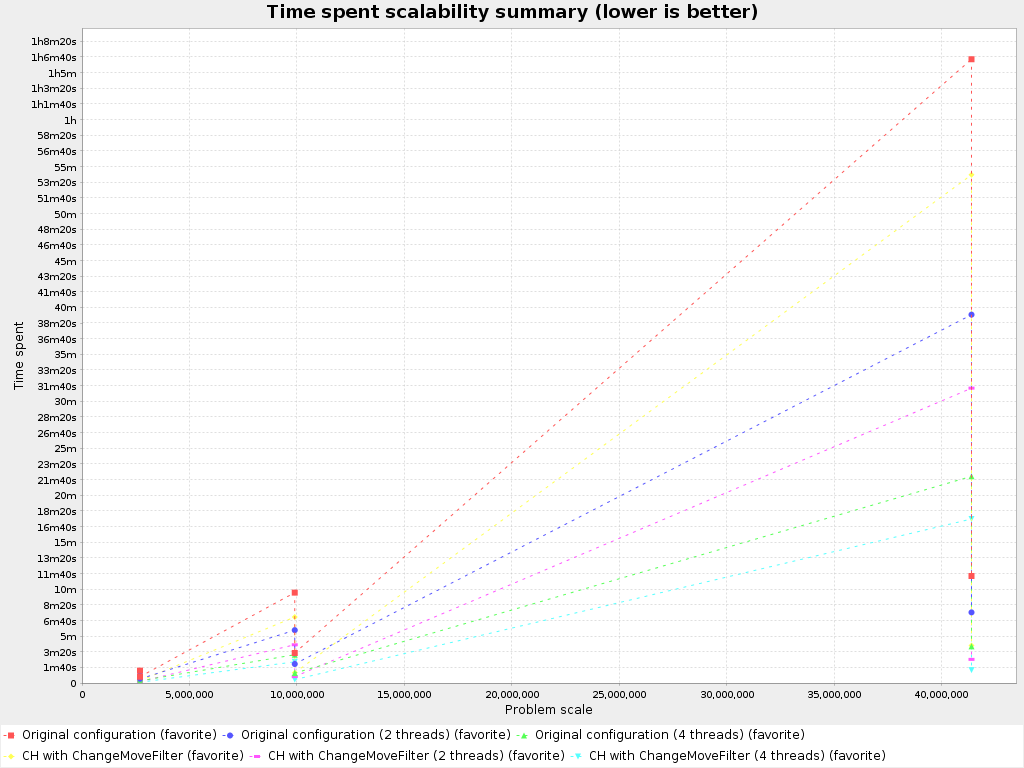 Time spent scalability summary (lower is better)
1h8m20s
1h6m40s
1h5m
1h3m20s
1h1m40s
1h
58m20s
56m40s
55m
53m20s
51m40s
50m
48m20s
46m40s
45m
43m20s
41m40s
40m
38m20s
36m40s
35m
33m20s
31m40s
30m
28m20s
26m40s
25m
23m20s
21m40s
20m
18m20s
16m40s
15m
13m20s
11m40s
10m
8m20s
6m40s
5m
3m20s
1m40s
0
Time spent
0 5,000,000 10,000,000 15,000,000 20,000,000 25,000,000 30,000,000 35,000,000 40,000,000
Problem scale
Original configuration (favorite) Original configuration (2 threads) (favorite) Original configuration (4 threads) (favorite)
CH with ChangeMoveFilter (favorite) CH with ChangeMoveFilter (2 threads) (favorite) CH with ChangeMoveFilter (4 threads) (favorite)